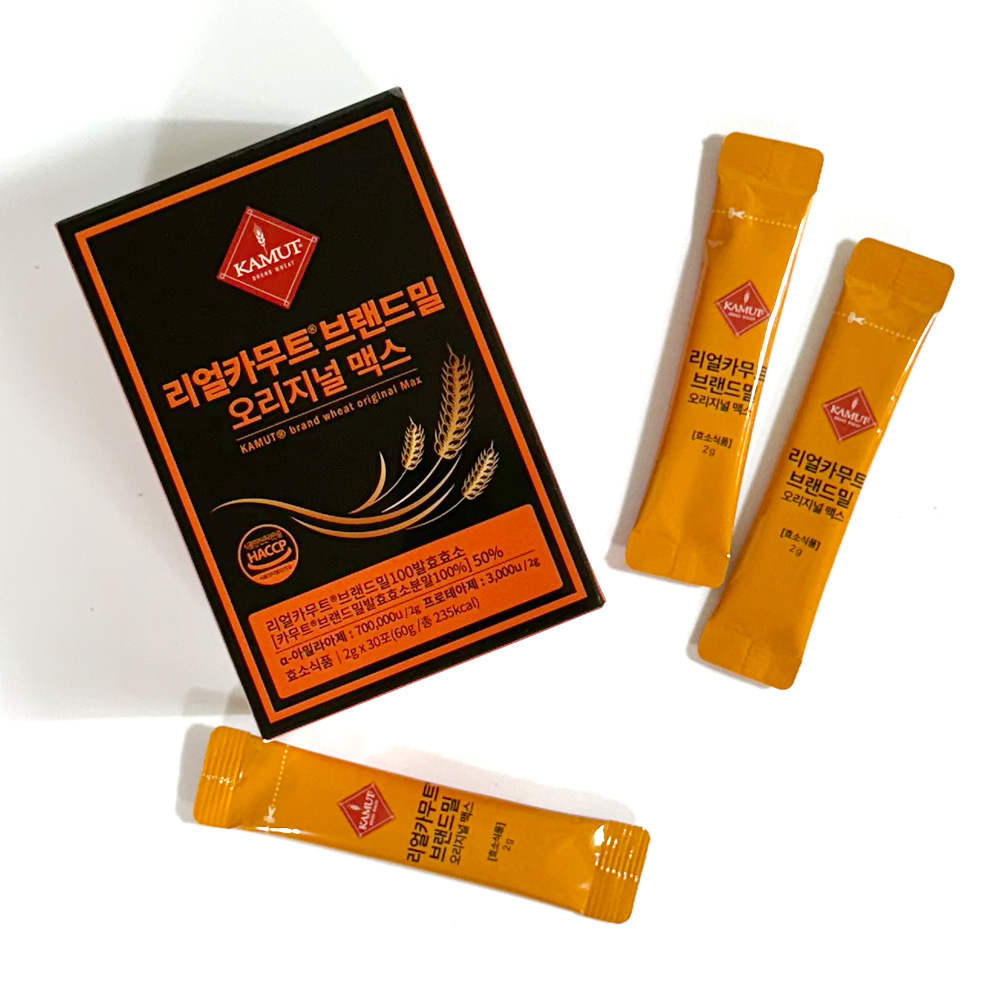 KAMUT®
BRAND WHEAT
리얼카무트®브랜드밀
오리지널 맥스
KAMUT® brand wheat original Max
HACCP
리얼카무트®브랜드밀100발효효소
[카무트®브랜드밀발효효소분말100%] 50%
α-아밀라아제 : 700,000u / 2g 프로테아제 : 3,000u / 2g
효소식품 | 2g x 30포(60g /총 235kcal)
KAMUT
BRAND WHEAT
리얼카무트
브랜드밀
오리지널 맥스
[효소식품]
2g
KAMUT
BRAND WHEAT
리얼카무트
브랜드밀
오리지널 맥스
[효소식품]
2g
KAMUT
BRAND WHEAT
리얼카무트
브랜드밀
오리지널 맥스
[효소식품]
2g